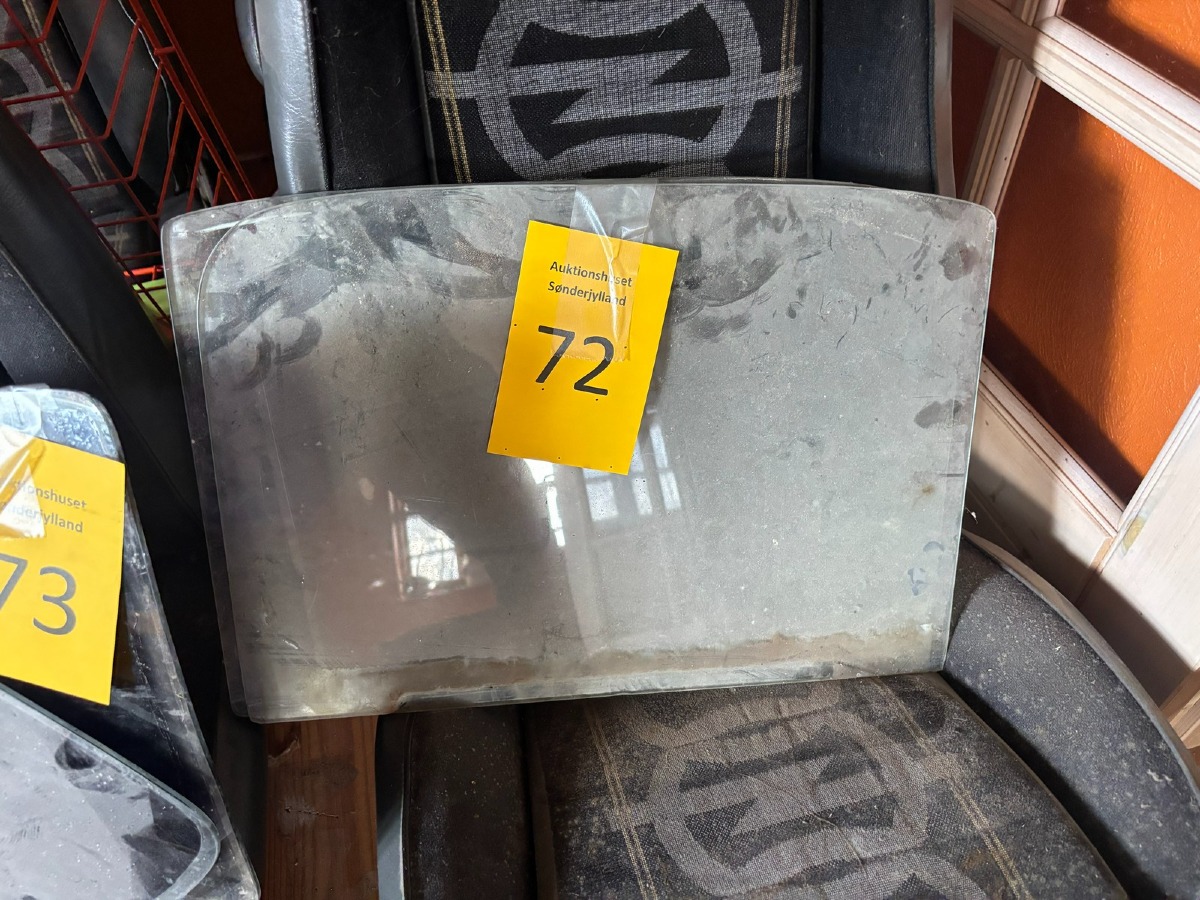 Auktionshuset
Sønderjylland
72
73